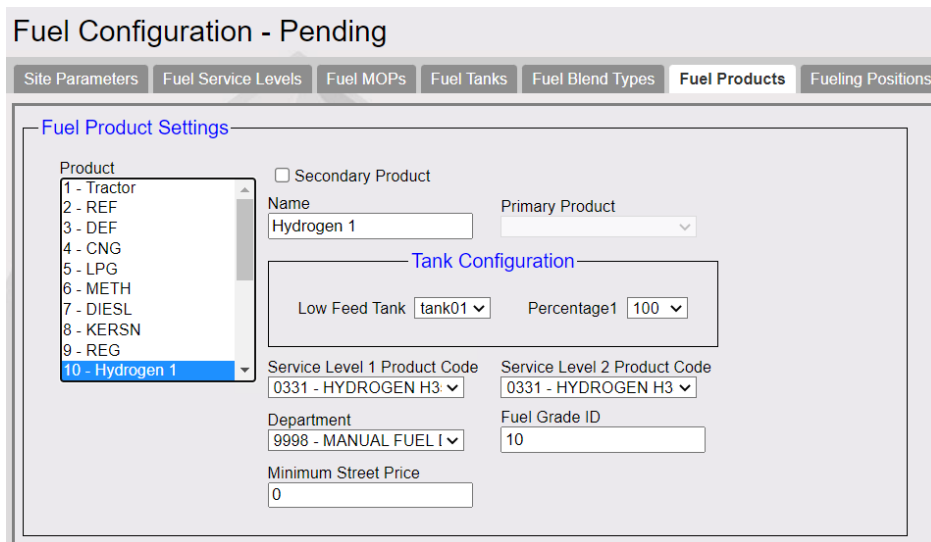 Fuel Configuration - Pending
Site Parameters Fuel Service Levels Fuel MOPs Fuel Tanks Fuel Blend Types Fuel Products Fueling Positions
Fuel Product Settings
Product
1 - Tractor
2 - REF
3 - DEF
4 - CNG
5 - LPG
6 - METH
7 - DIESL
8 - KERSN
9 - REG
10 - Hydrogen 1
Secondary Product
Name Primary Product
Hydrogen 1
Tank Configuration
Low Feed Tank tank01 Percentage1 100
Service Level 1 Product Code Service Level 2 Product Code
0331 - HYDROGEN H3 0331 - HYDROGEN H3
Department Fuel Grade ID
9998 - MANUAL FUEL 10
Minimum Street Price
0